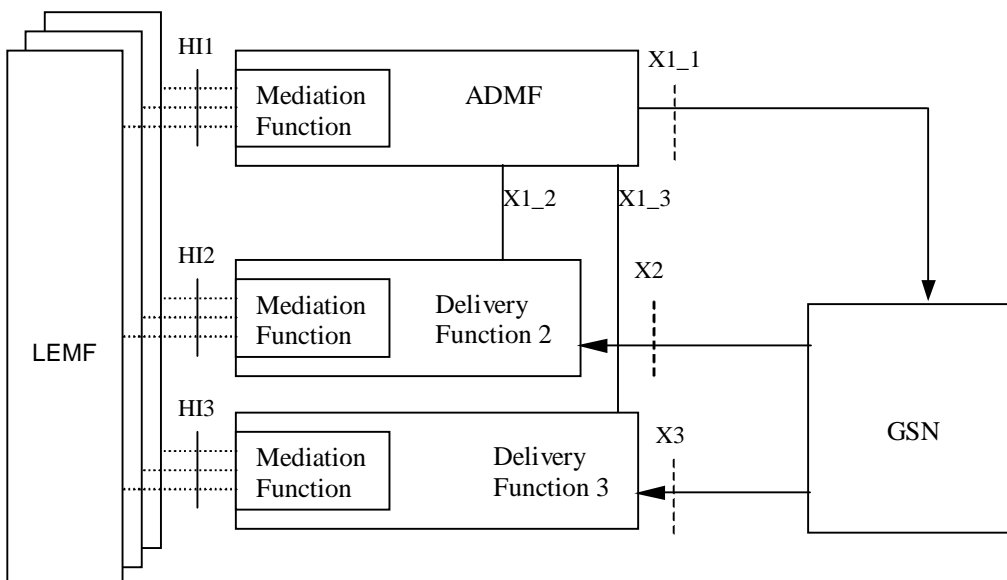 HI1
X1_1
Mediation
Function
ADMF
X1_2
X1_3
HI2
X2
Mediation
Function
Delivery
Function 2
LEMF
HI3
X3
GSN
Mediation
Function
Delivery
Function 3